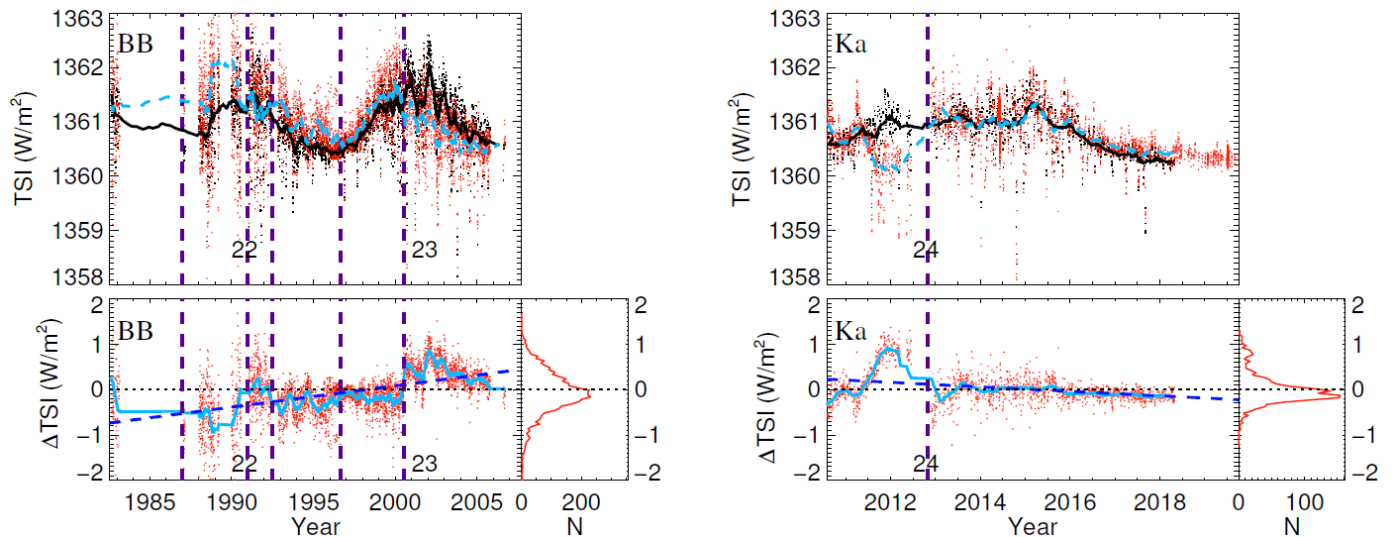 1363
1362
1361
1360
1359
1358
TSI (W/m²)
BB
22
23
1363
1362
1361
1360
1359
1358
TSI (W/m²)
Ka
24
2
1
0
−1
−2
ΔTSI (W/m²)
BB
22
23
2
1
0
−1
−2
1985 1990 1995 2000 2005
Year
0 200
N
2
1
0
−1
−2
ΔTSI (W/m²)
Ka
24
2
1
0
−1
−2
2012 2014 2016 2018
Year
0 100
N